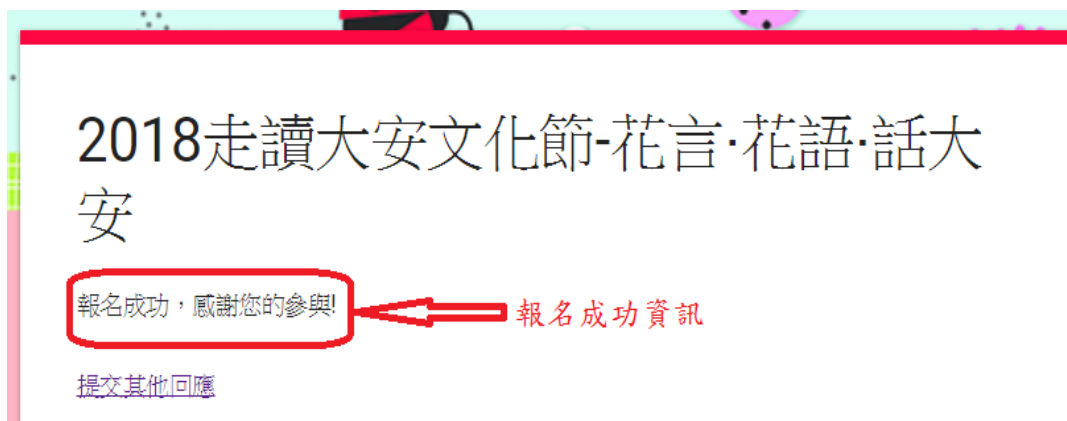 2018走讀大安文化節-花言·花語·話大
安
報名成功，感謝您的參與!
報名成功資訊
提交其他回應